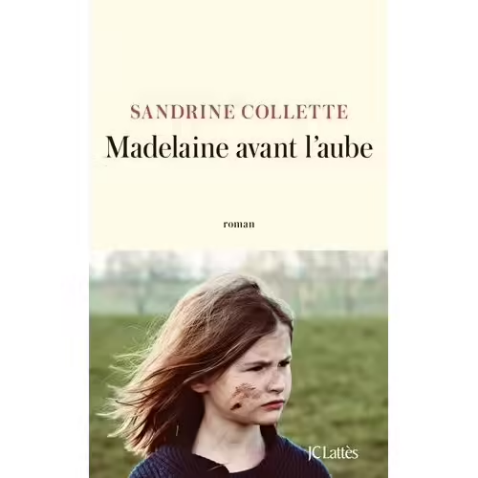 SANDRINE COLLETTE
Madelaine avant l'aube
roman
JC Lattès